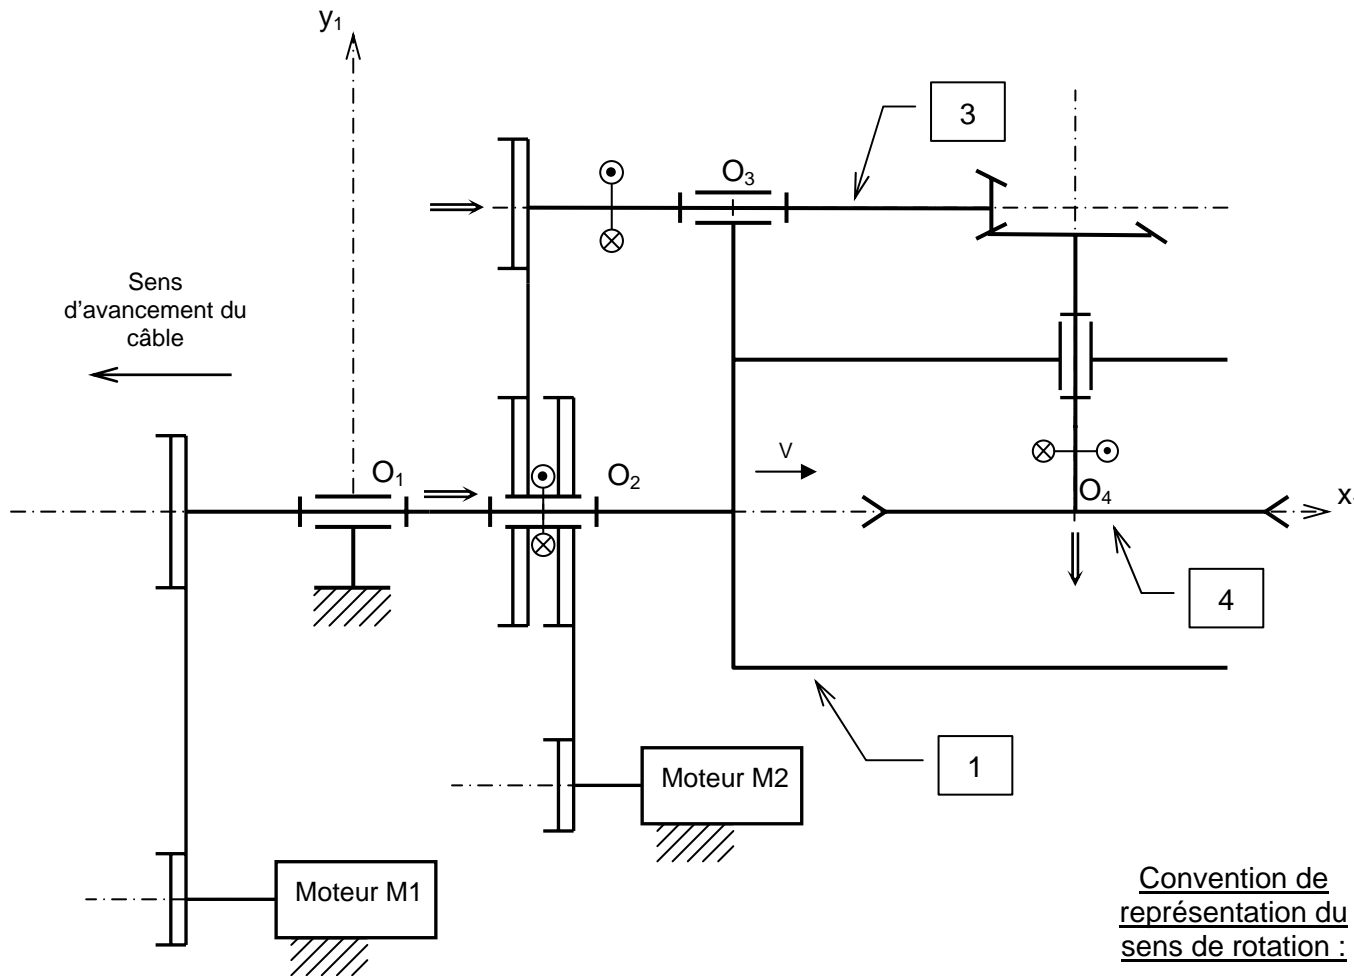 y₁
3
O₃
Sens
d'avancement du
câble
O₁
O₂
V
O₄
x
4
1
Moteur M2
Moteur M1
Convention de
représentation du
sens de rotation :